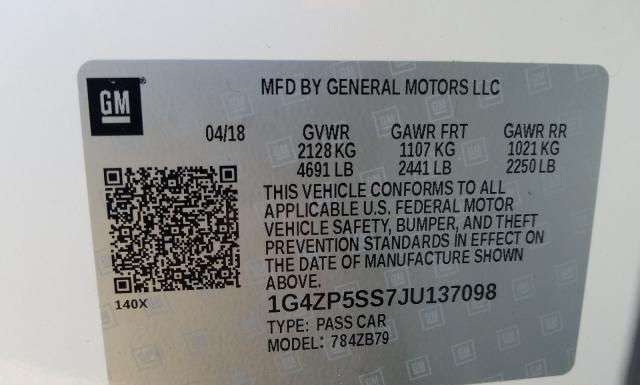 GM
MFD BY GENERAL MOTORS LLC
04/18 GVWR GAWR FRT GAWR RR
2128 KG 1107 KG 1021 KG
4691 LB 2441 LB 2250 LB
THIS VEHICLE CONFORMS TO ALL
APPLICABLE U.S. FEDERAL MOTOR
VEHICLE SAFETY, BUMPER, AND THEFT
PREVENTION STANDARDS IN EFFECT ON
THE DATE OF MANUFACTURE SHOWN
ABOVE.
140X
1G4ZP5SS7JU137098
TYPE: PASS CAR
MODEL: 784ZB79